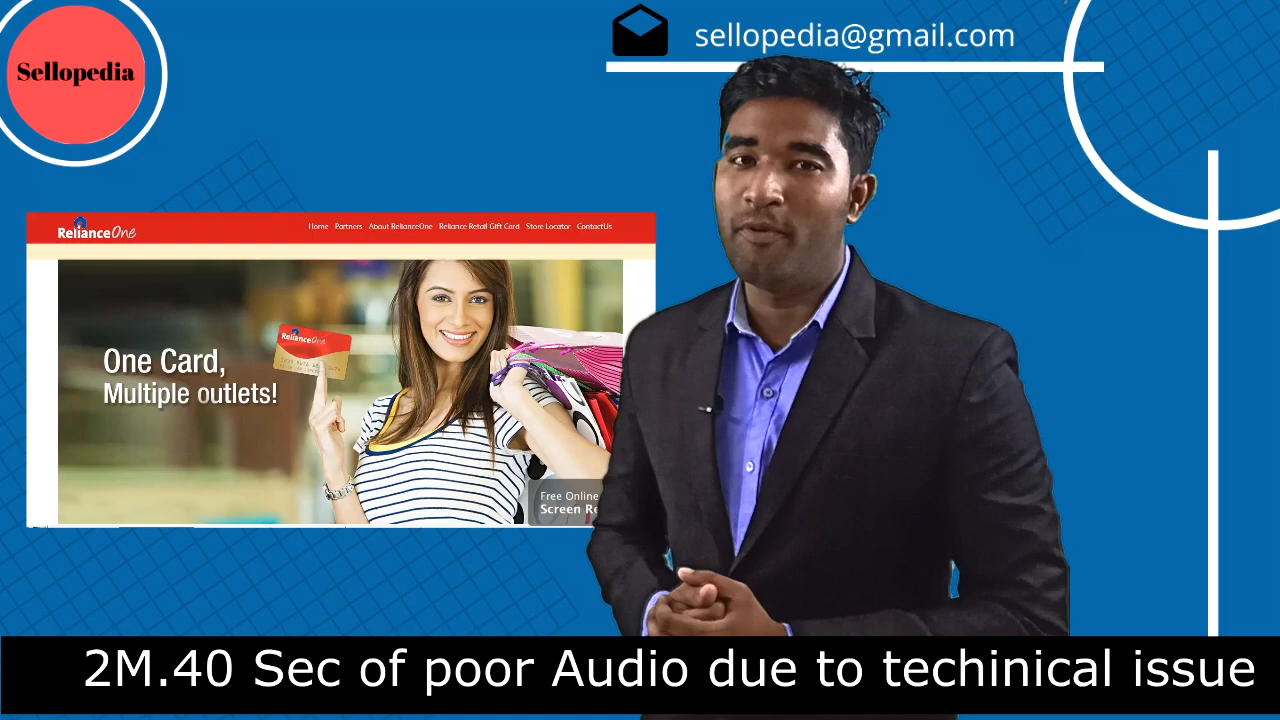 Sellopedia
sellopedia@gmail.com
RelianceOne
Home Partners About RelianceOne Reliance Retail Gift Card Store Locator ContactUs
One Card,
Multiple outlets!
RelianceOne
Free Online
Screen Re
2M.40 Sec of poor Audio due to techinical issue